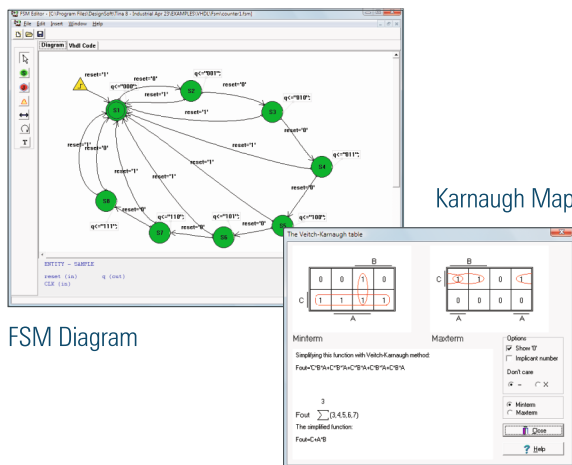 FSM Editor - [C:\Program Files\DesignSoft\Tina 8 - Industrial Apr 23\EXAMPLES\VHDL\Fsm\counter1.fsm]
File Edit Insert Window Help
Diagram Vhdl Code
reset='1'
reset='0'
q<="001";
S2
q<="000";
reset='1'
reset='0'
q<="010";
S1
reset='1'
S3
reset='0'
q<="011";
reset='1'
reset='0'
reset='1'
reset='1'
S4
reset='1'
reset='1'
reset='0'
S8
reset='0'
q<="110";
q<="101";
q<="100";
q<="111";
S7
reset='0'
S6
reset='0'
S5
T
ENTITY - SAMPLE
reset (in) q (out)
CLK (in)
FSM Diagram
Karnaugh Map
The Veitch-Karnaugh table
B
0 0 1 0
C 1 1 1 1
A
B
C 1 1 0 1
0 0 0 0
A A
Minterm
Maxterm
Options
Show '0'
Implicant number
Don't care
- X
Minterm
Maxterm
Close
Help
Simplifying this function with Veitch-Karnaugh method:
3
Fout ∑(3,4,5,6,7)
The simplified function:
Fout=C+A*B